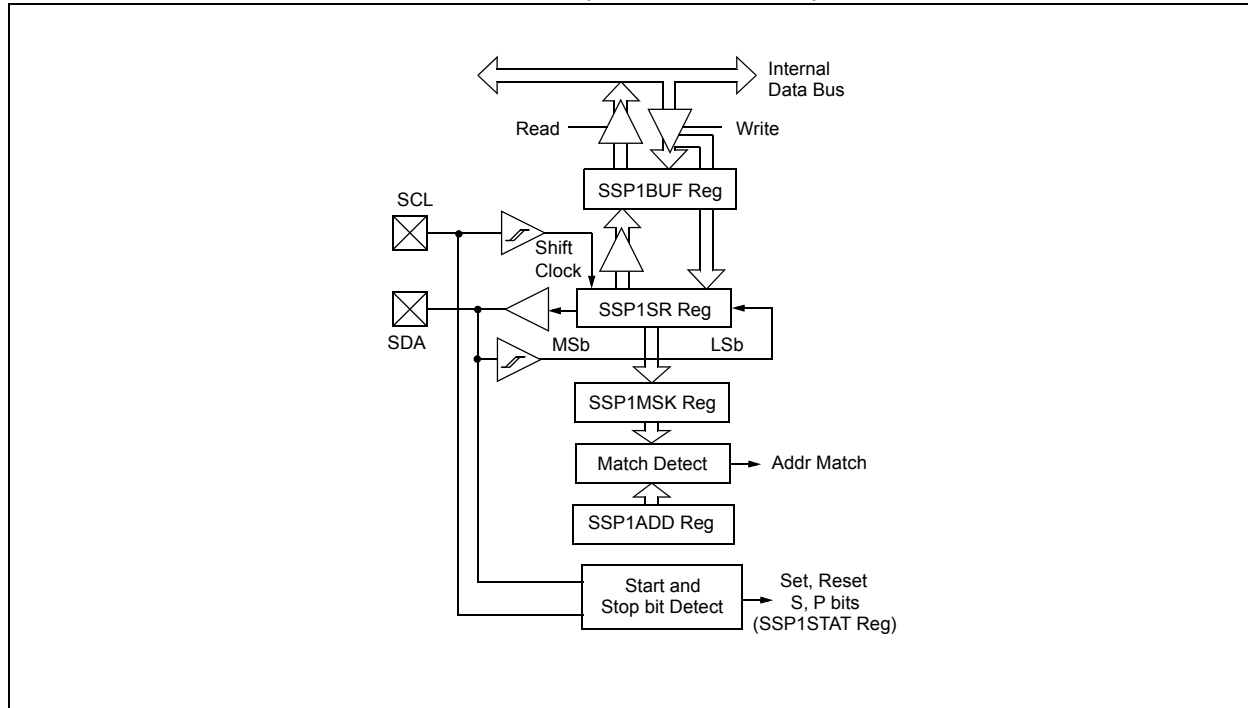 Internal
Data Bus
Read
Write
SSP1BUF Reg
SCL
Shift
Clock
SSP1SR Reg
SDA
MSb
LSb
SSP1MSK Reg
Match Detect
Addr Match
SSP1ADD Reg
Start and
Stop bit Detect
Set, Reset
S, P bits
(SSP1STAT Reg)